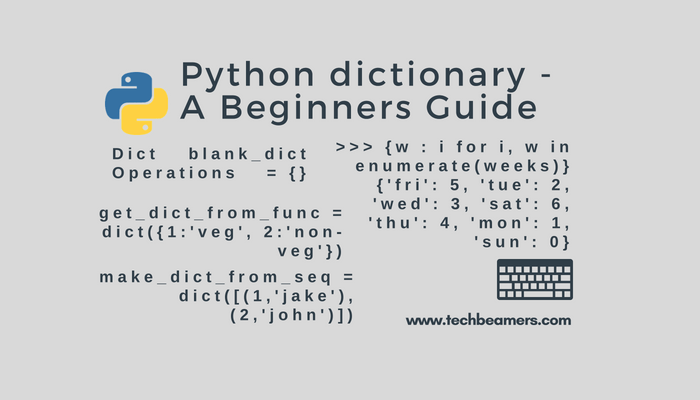 Python dictionary -
A Beginners Guide
Dict blank_dict
Operations = {}
get_dict_from_func =
dict({1:'veg', 2:'non-
veg'})
make_dict_from_seq =
dict([(1,'jake'),
(2,'john')])
>>> {w : i for i, w in
enumerate(weeks)}
{'fri': 5, 'tue': 2,
'wed': 3, 'sat': 6,
'thu': 4, 'mon': 1,
'sun': 0}
www.techbeamers.com